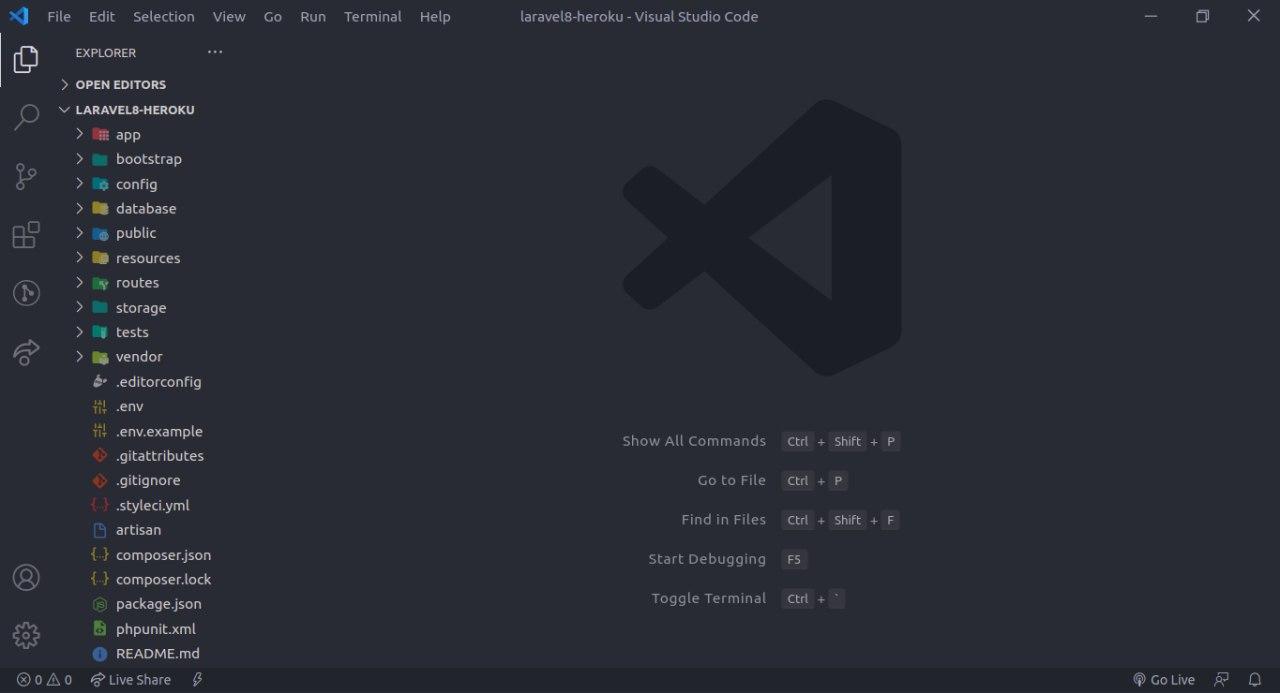 File Edit Selection View Go Run Terminal Help laravel8-heroku - Visual Studio Code
EXPLORER
OPEN EDITORS
LARAVEL8-HEROKU
app
bootstrap
config
database
public
resources
routes
storage
tests
vendor
.editorconfig
.env
.env.example
.gitattributes
.gitignore
.styleci.yml
artisan
composer.json
composer.lock
package.json
phpunit.xml
README.md
Show All Commands Ctrl + Shift + P
Go to File Ctrl + P
Find in Files Ctrl + Shift + F
Start Debugging F5
Toggle Terminal Ctrl + `
0 0 Live Share Go Live